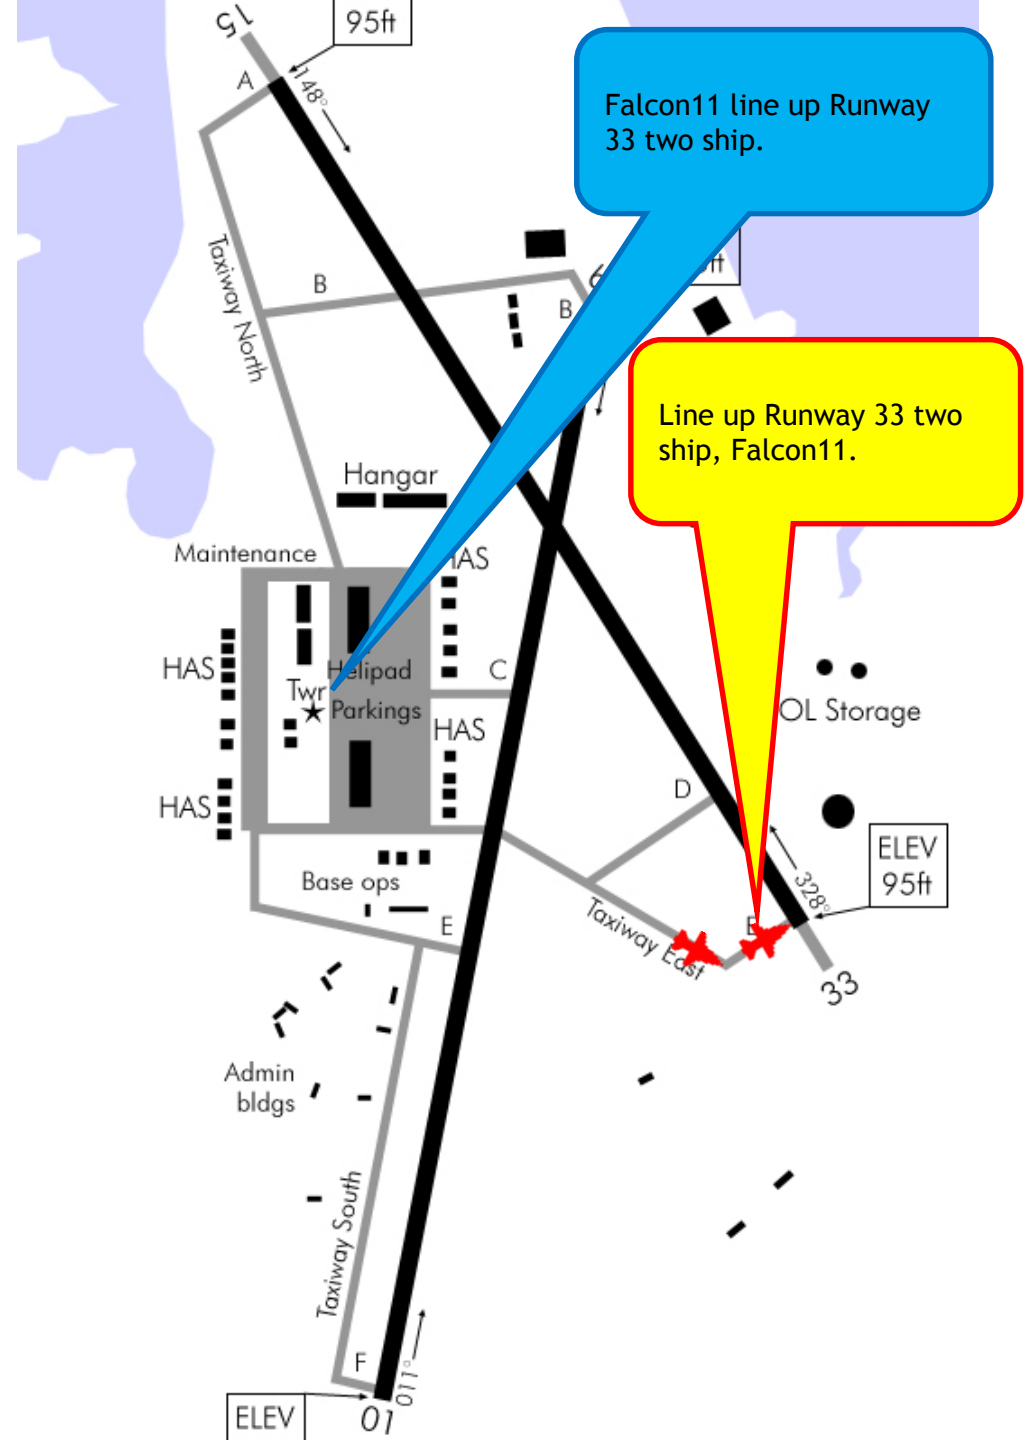 15
95ft
A
148°
Falcon11 line up Runway
33 two ship.
Taxiway North
B
B
ft
Line up Runway 33 two
ship, Falcon11.
Hangar
Maintenance
HAS
HAS
Helipad
C
Twr
Parkings
HAS
OL Storage
D
HAS
ELEV
95ft
328°
Base ops
Taxiway East
E
33
Admin
bldgs
Taxiway South
F
011°
ELEV
01